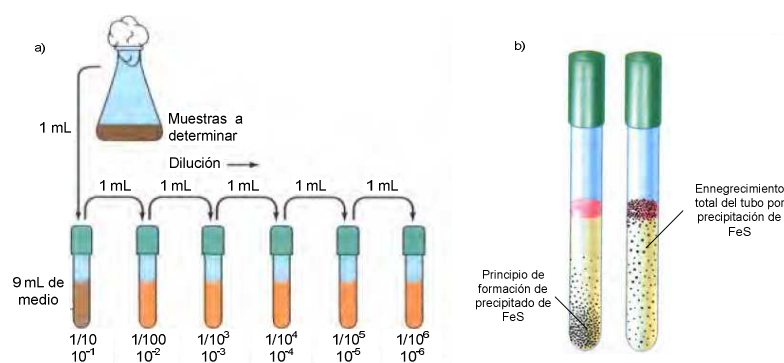 a)
1 mL
Muestras a
determinar
Dilución
1 mL
1 mL
1 mL
1 mL
1 mL
9 mL de
medio
1/10
10⁻¹
1/100
10⁻²
1/10³
10⁻³
1/10⁴
10⁻⁴
1/10⁵
10⁻⁵
1/10⁶
10⁻⁶
b)
Ennegrecimiento
total del tubo por
precipitación de
FeS
Principio de
formación de
precipitado de
FeS